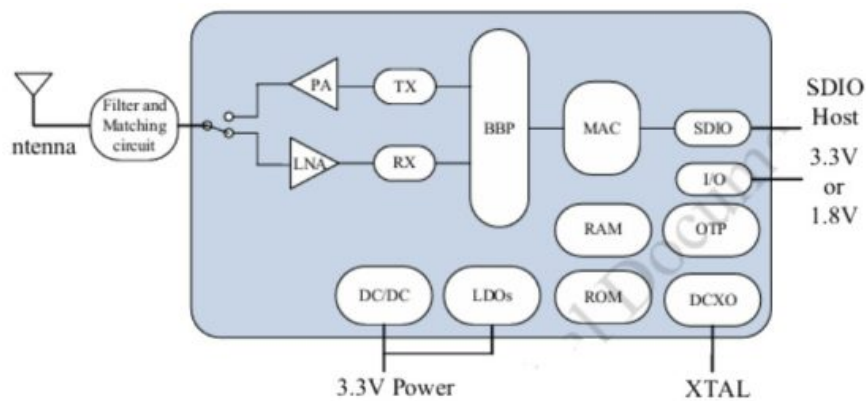 PA
TX
SDIO
Host
Filter and
Matching
circuit
BBP
MAC
SDIO
ntenna
LNA
RX
3.3V
or
1.8V
I/O
RAM
OTP
DC/DC
LDOs
ROM
DCXO
3.3V Power
XTAL